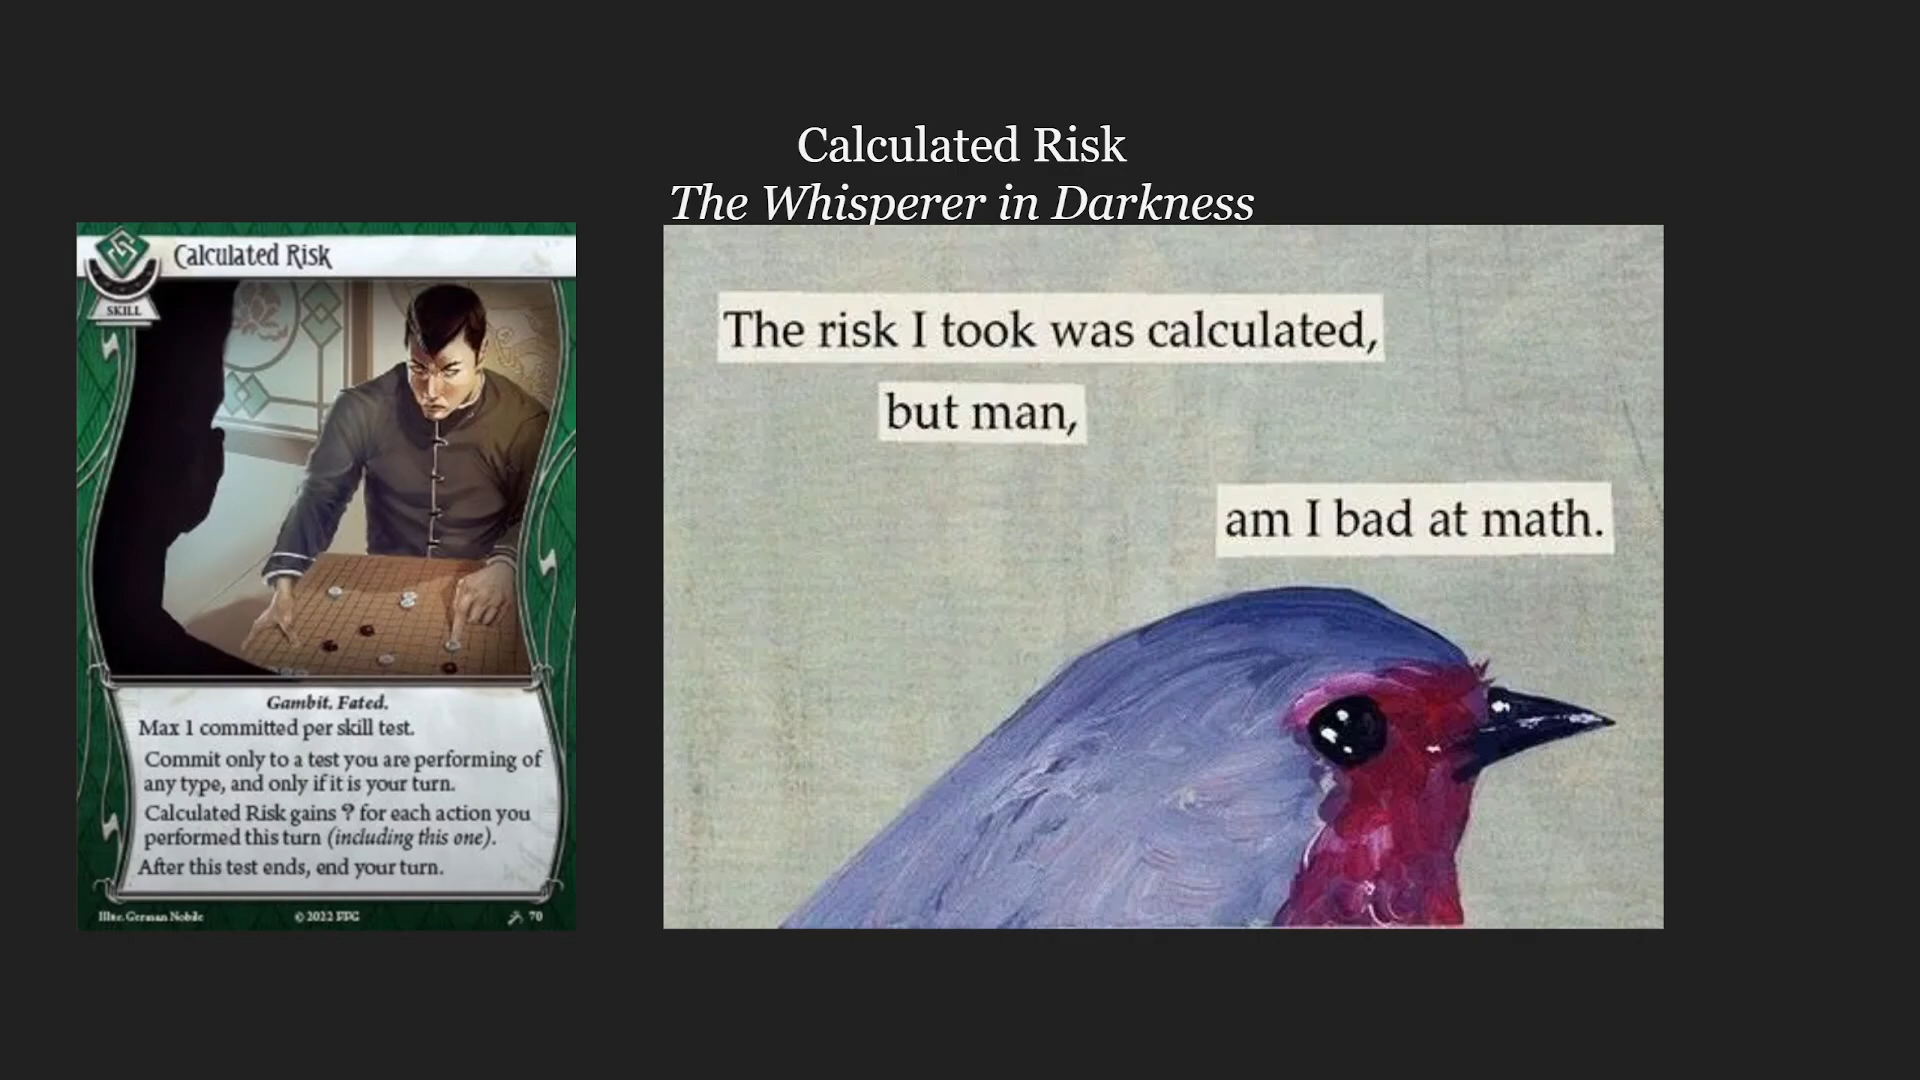 Calculated Risk
The Whisperer in Darkness
Calculated Risk
SKILL
Gambit. Fated.
Max 1 committed per skill test.
Commit only to a test you are performing of
any type, and only if it is your turn.
Calculated Risk gains ? for each action you
performed this turn (including this one).
After this test ends, end your turn.
Illus. German Nobile
© 2022 FFG
70
The risk I took was calculated,
but man,
am I bad at math.